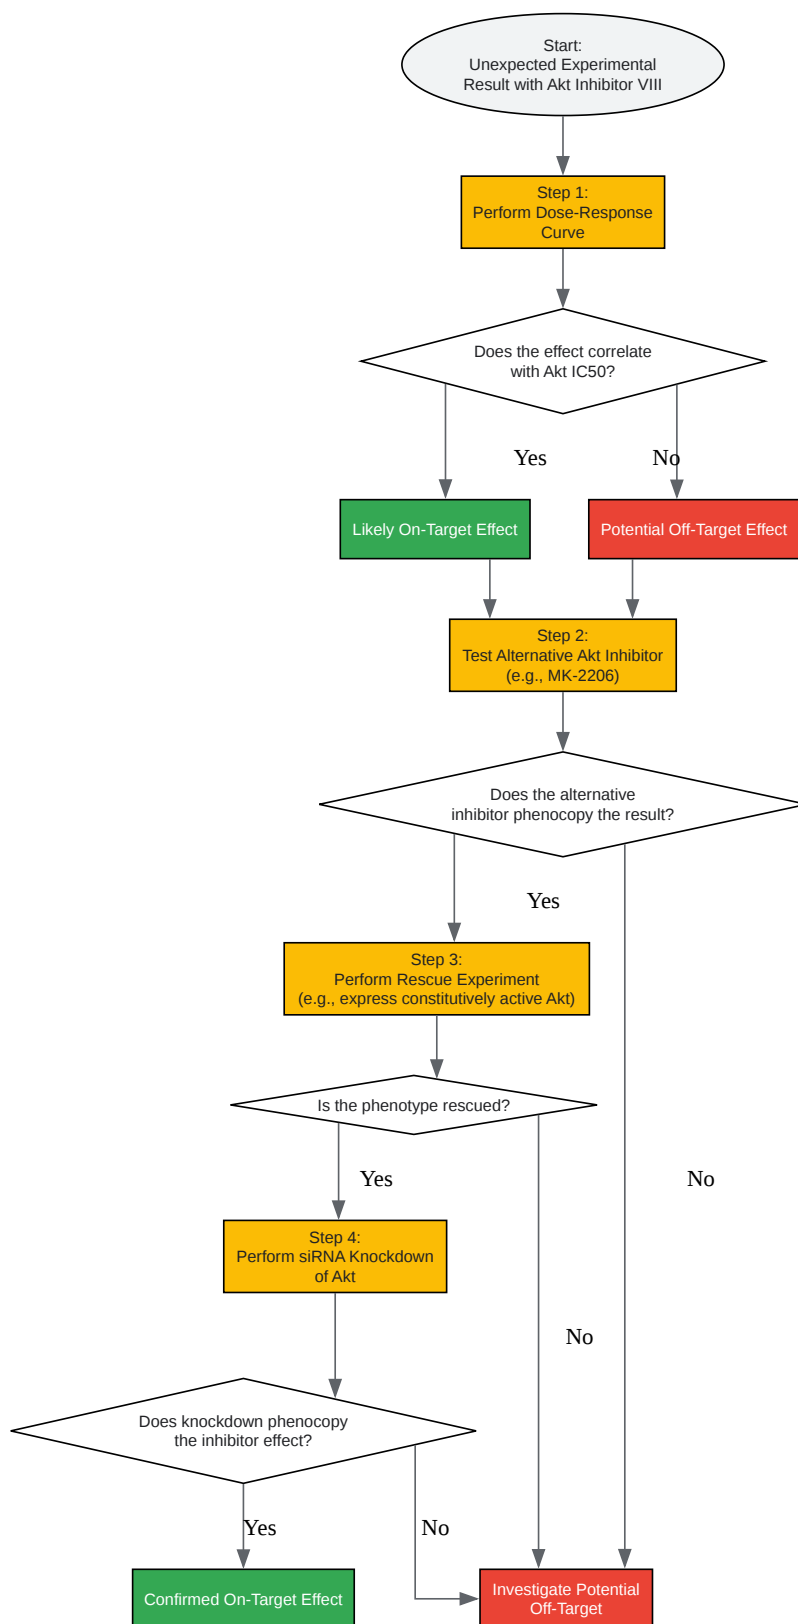 Start:
Unexpected Experimental
Result with Akt Inhibitor VIII
Step 1:
Perform Dose-Response
Curve
Does the effect correlate
with Akt IC50?
Yes
No
Likely On-Target Effect
Potential Off-Target Effect
Step 2:
Test Alternative Akt Inhibitor
(e.g., MK-2206)
Does the alternative
inhibitor phenocopy the result?
Yes
Step 3:
Perform Rescue Experiment
(e.g., express constitutively active Akt)
Is the phenotype rescued?
Yes
No
Step 4:
Perform siRNA Knockdown
of Akt
No
Does knockdown phenocopy
the inhibitor effect?
Yes
No
Confirmed On-Target Effect
Investigate Potential
Off-Target